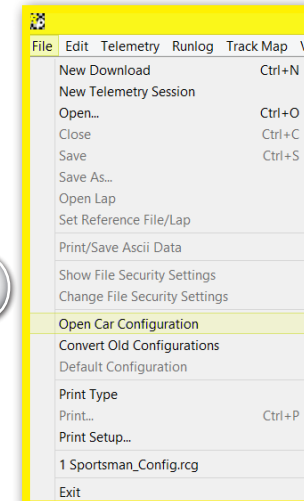 File Edit Telemetry Runlog Track Map
New Download Ctrl+N
New Telemetry Session
Open... Ctrl+O
Close Ctrl+C
Save Ctrl+S
Save As...
Open Lap
Set Reference File/Lap
Print/Save Ascii Data
Show File Security Settings
Change File Security Settings
Open Car Configuration
Convert Old Configurations
Default Configuration
Print Type
Print... Ctrl+P
Print Setup...
1 Sportsman_Config.rcg
Exit